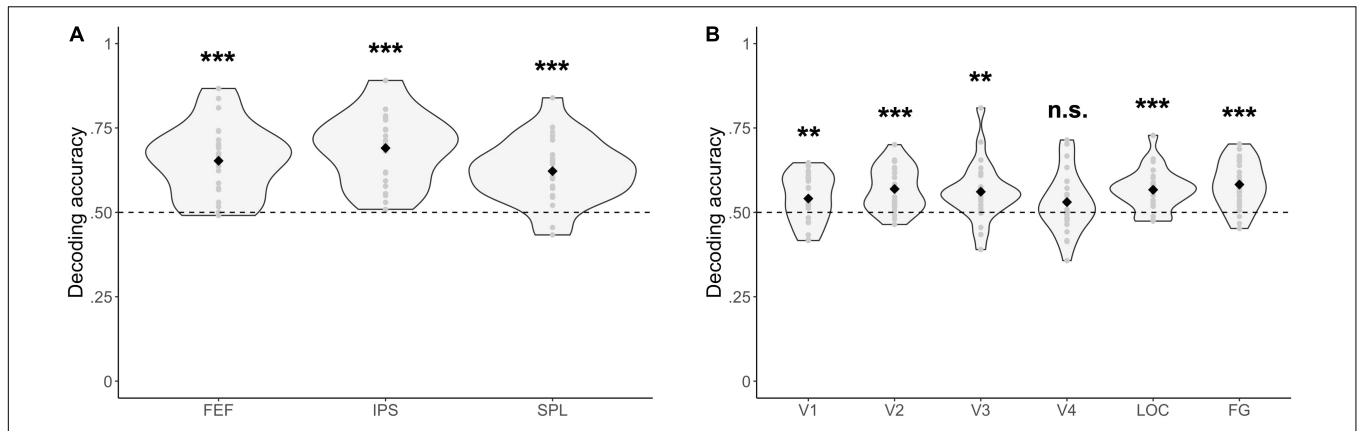 A
Decoding accuracy
1
.75
.50
.25
0
***
***
***
FEF
IPS
SPL
B
Decoding accuracy
1
.75
.50
.25
0
**
***
**
n.s.
***
***
V1
V2
V3
V4
LOC
FG